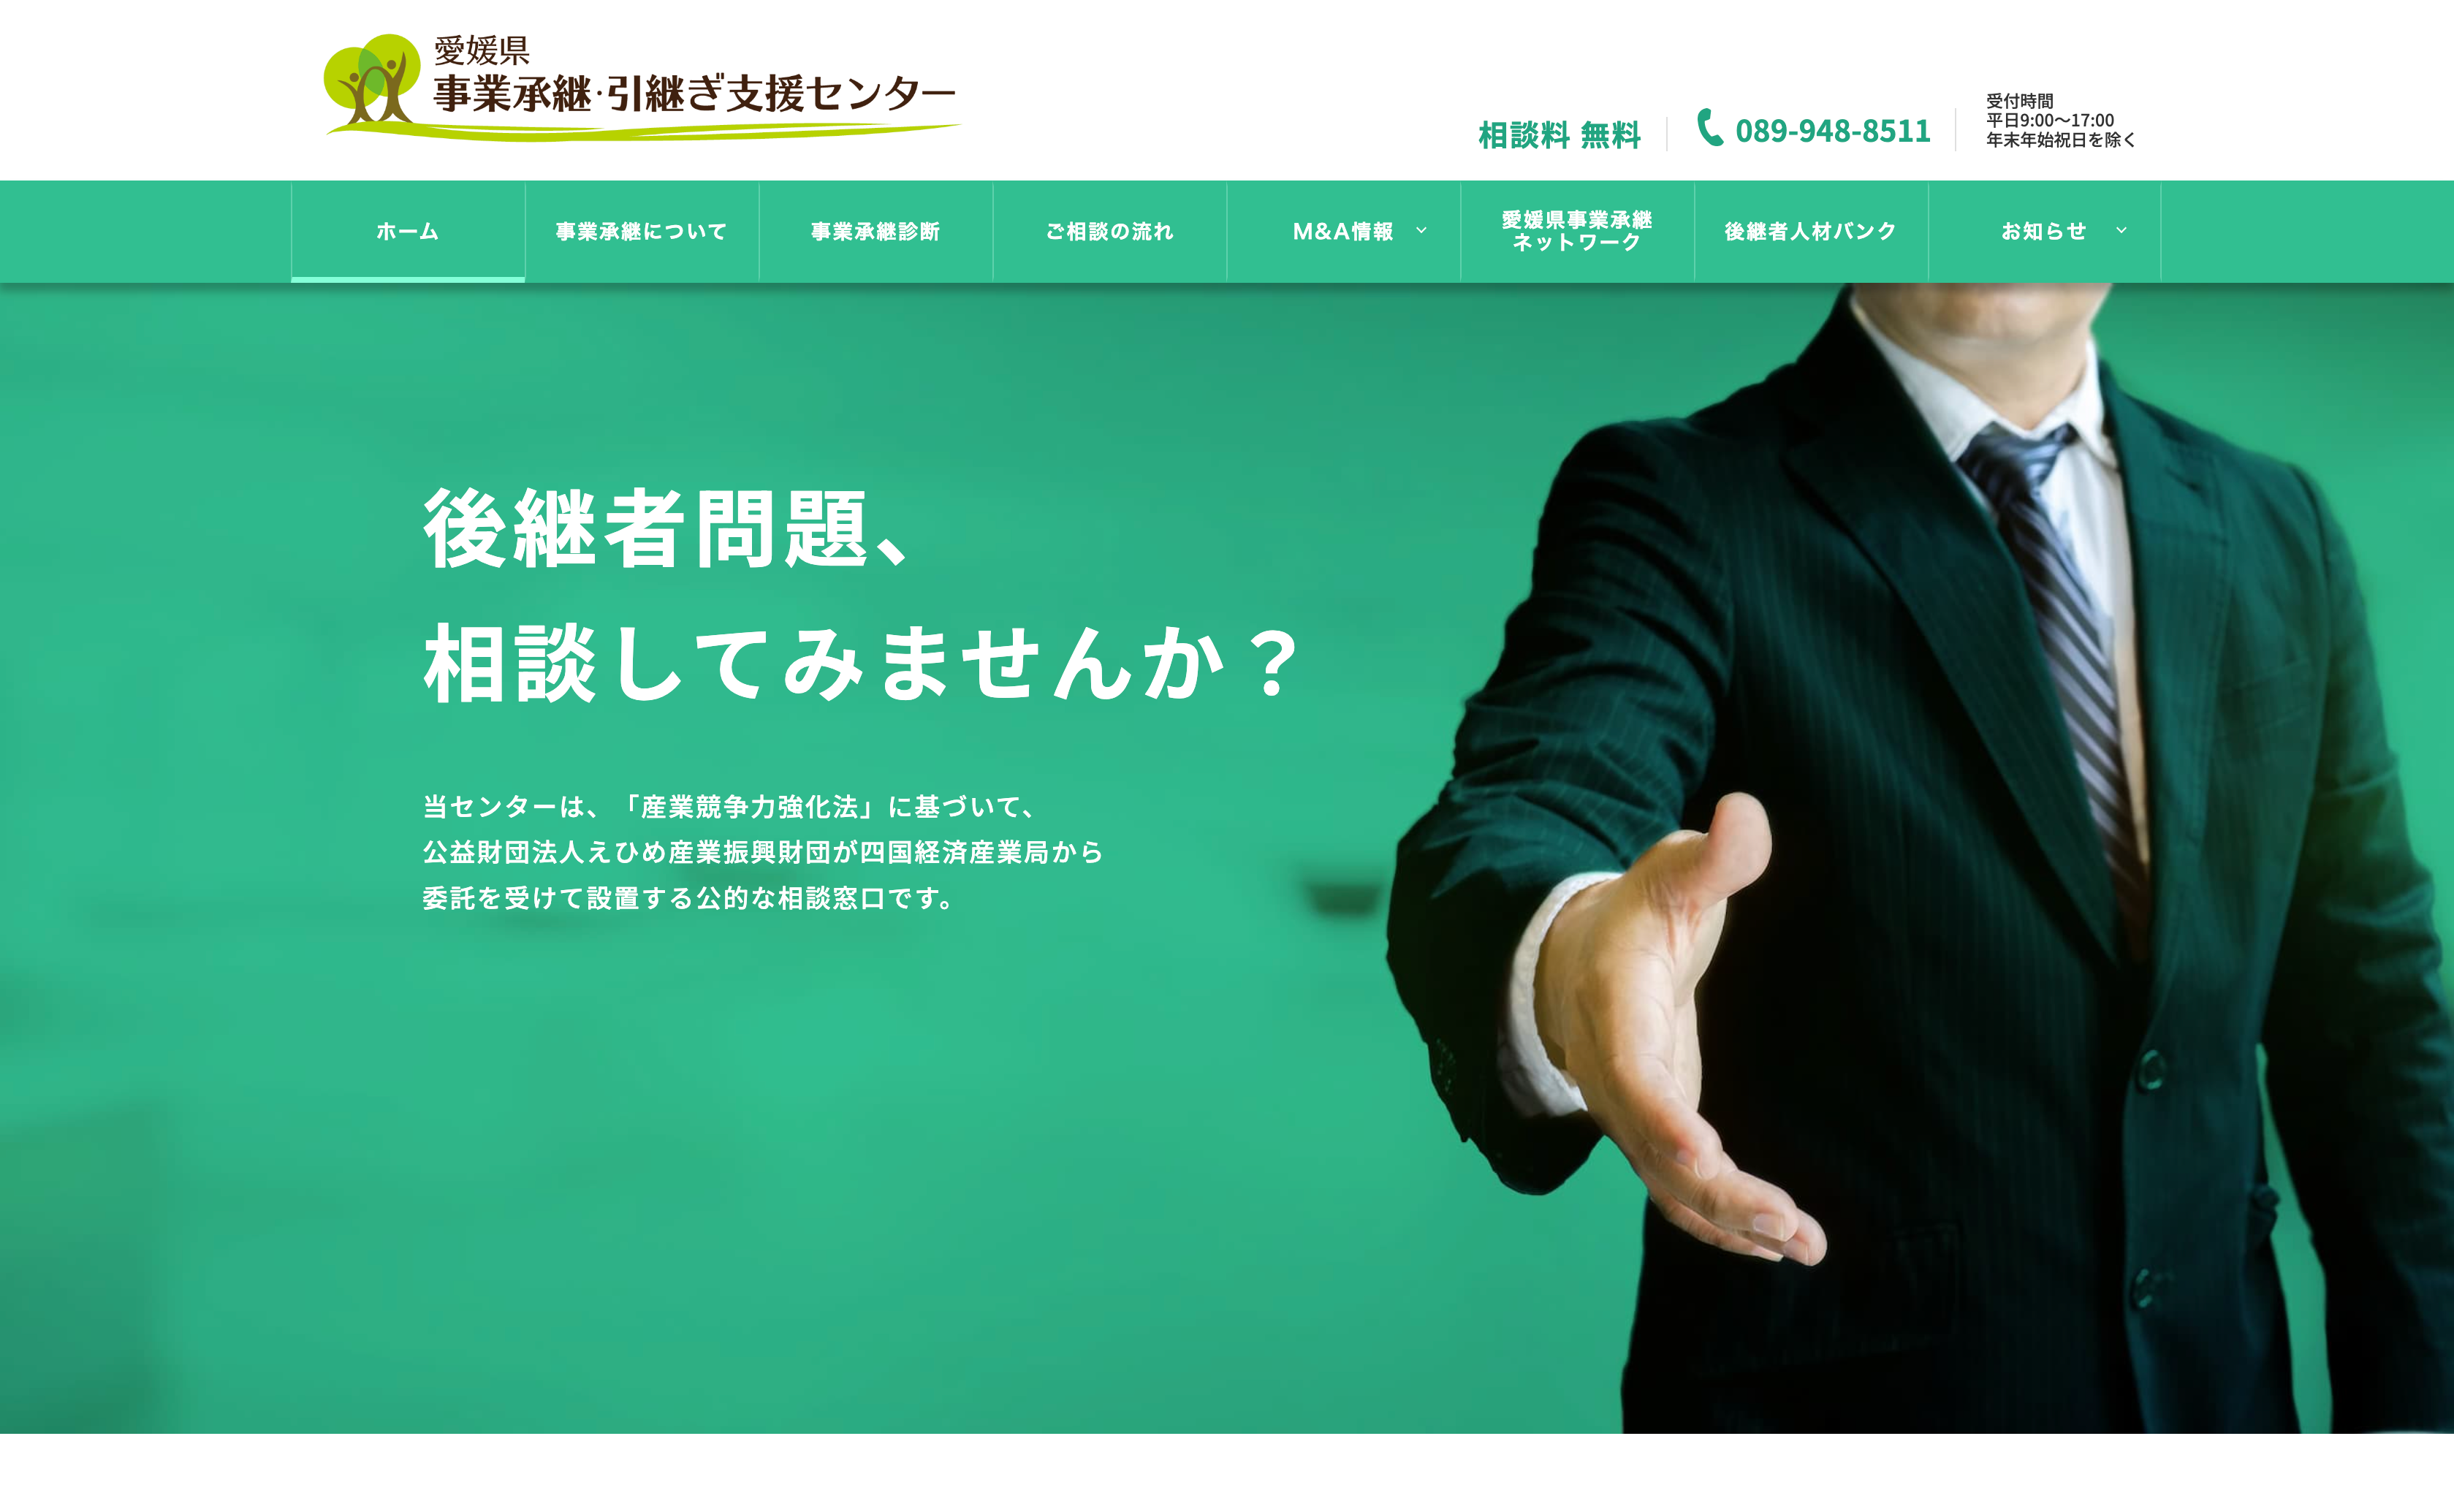 愛媛県
事業承継・引継ぎ支援センター
相談料 無料
089-948-8511
受付時間
平日9:00〜17:00
年末年始祝日を除く
ホーム
事業承継について
事業承継診断
ご相談の流れ
M&A情報
愛媛県事業承継
ネットワーク
後継者人材バンク
お知らせ
後継者問題、
相談してみませんか？
当センターは、「産業競争力強化法」に基づいて、
公益財団法人えひめ産業振興財団が四国経済産業局から
委託を受けて設置する公的な相談窓口です。